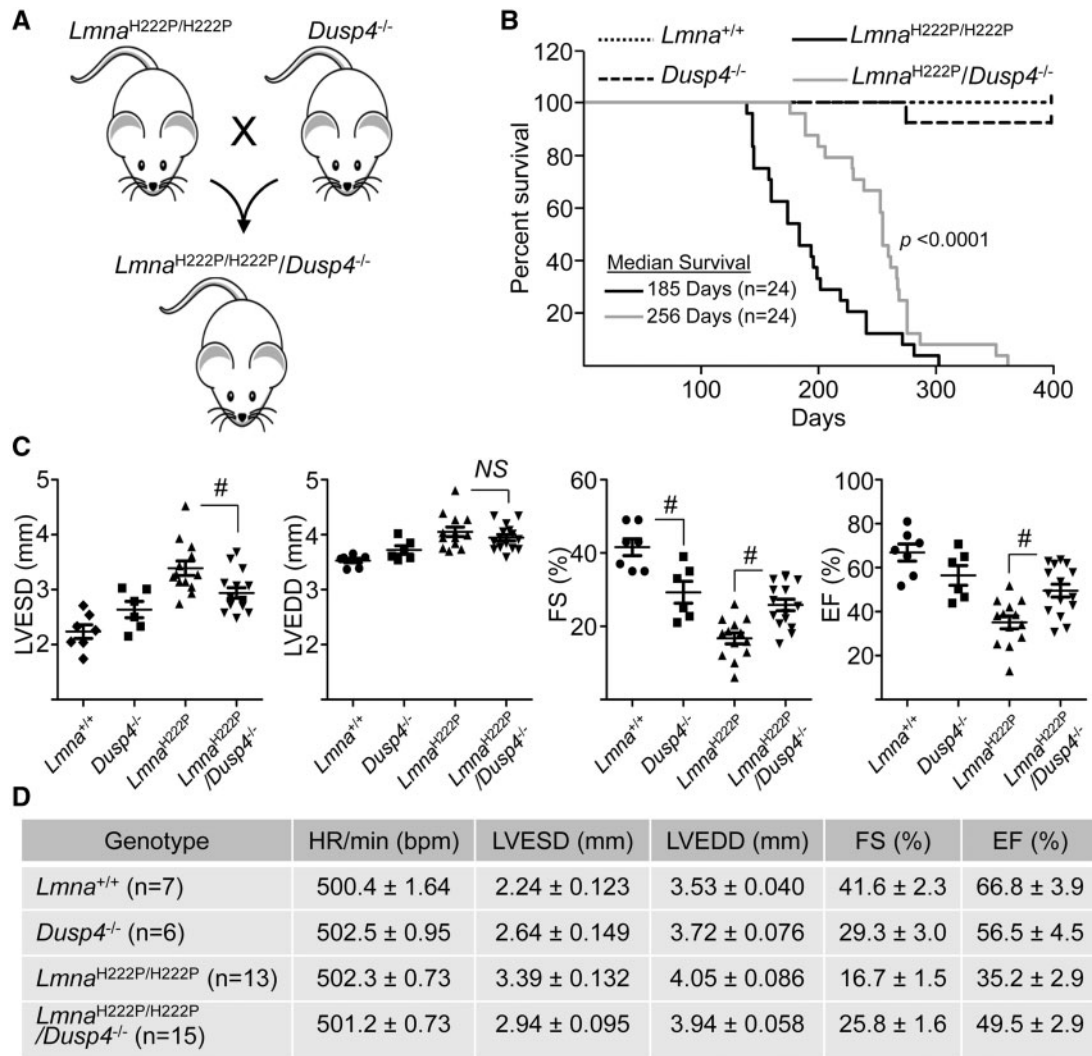 A
Lmna^H222P/H222P Dusp4^-/-
X
Lmna^H222P/H222P/Dusp4^-/-
B
Lmna^+/+ Lmna^H222P/H222P
Dusp4^-/- Lmna^H222P/Dusp4^-/-
120
100
80
60
40
20
Percent survival
p <0.0001
Median Survival
185 Days (n=24)
256 Days (n=24)
100 200 300 400
Days
C
LVESD (mm)
5
4
3
2
#
Lmna^+/+
Dusp4^-/-
Lmna^H222P
Lmna^H222P
/Dusp4^-/-
LVEDD (mm)
5
4
3
2
NS
Lmna^+/+
Dusp4^-/-
Lmna^H222P
Lmna^H222P
/Dusp4^-/-
FS (%)
60
40
20
#
#
Lmna^+/+
Dusp4^-/-
Lmna^H222P
Lmna^H222P
/Dusp4^-/-
EF (%)
100
80
60
40
20
#
Lmna^+/+
Dusp4^-/-
Lmna^H222P
Lmna^H222P
/Dusp4^-/-
D
Genotype HR/min (bpm) LVESD (mm) LVEDD (mm) FS (%) EF (%)
Lmna^+/+ (n=7) 500.4 ± 1.64 2.24 ± 0.123 3.53 ± 0.040 41.6 ± 2.3 66.8 ± 3.9
Dusp4^-/- (n=6) 502.5 ± 0.95 2.64 ± 0.149 3.72 ± 0.076 29.3 ± 3.0 56.5 ± 4.5
Lmna^H222P/H222P (n=13) 502.3 ± 0.73 3.39 ± 0.132 4.05 ± 0.086 16.7 ± 1.5 35.2 ± 2.9
Lmna^H222P/H222P
/Dusp4^-/- (n=15) 501.2 ± 0.73 2.94 ± 0.095 3.94 ± 0.058 25.8 ± 1.6 49.5 ± 2.9